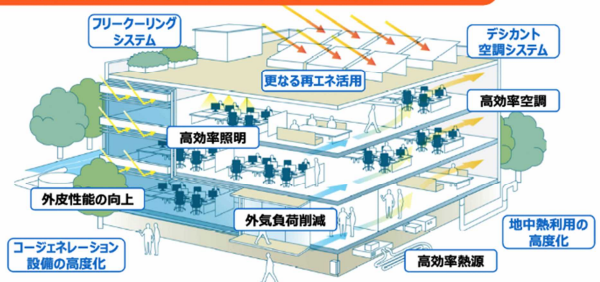 フリークーリング
システム
デシカント
空調システム
更なる再エネ活用
高効率空調
高効率照明
外皮性能の向上
外気負荷削減
地中熱利用の
高度化
コージェネレーション
設備の高度化
高効率熱源